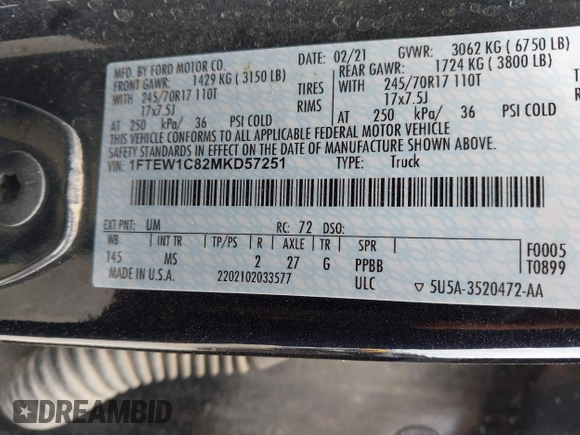 MFD. BY FORD MOTOR CO. DATE: 02/21 GVWR: 3062 KG ( 6750 LB)
FRONT GAWR: 1429 KG ( 3150 LB) REAR GAWR: 1724 KG ( 3800 LB)
WITH 245/70R17 110T TIRES WITH 245/70R17 110T
17x7.5J RIMS 17x7.5J
AT 250 kPa/ 36 PSI COLD AT 250 kPa/ 36 PSI COLD
THIS VEHICLE CONFORMS TO ALL APPLICABLE FEDERAL MOTOR VEHICLE
SAFETY STANDARDS IN EFFECT ON THE DATE OF MANUFACTURE SHOWN ABOVE.
VIN: 1FTEW1C82MKD57251 TYPE: Truck
EXT PNT: UM RC: 72 DSO: F0005
WB INT TR TP/PS R AXLE TR SPR T0899
145 MS 2 27 G PPBB
MADE IN U.S.A. 2202102033577 ULC ▽ 5U5A-3520472-AA
DREAMBID